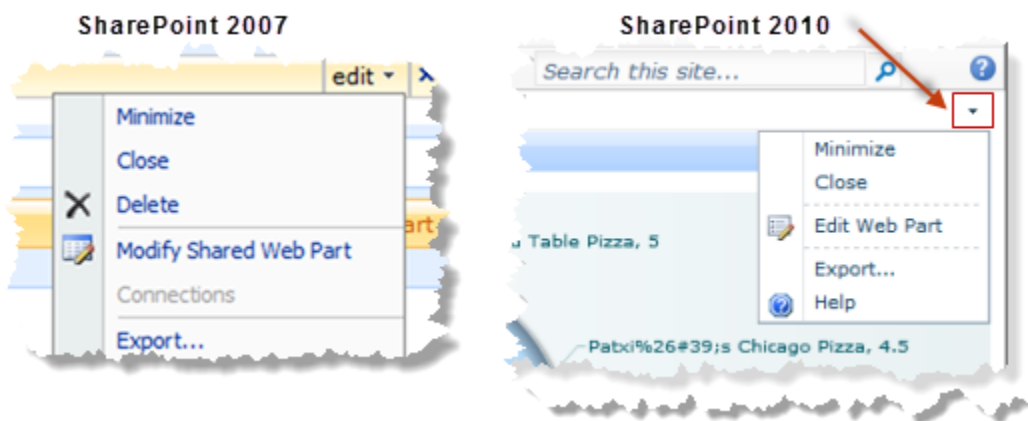 SharePoint 2007
edit
Minimize
Close
Delete
Modify Shared Web Part
Connections
Export...
art
SharePoint 2010
Search this site...
Minimize
Close
Edit Web Part
Export...
Help
Table Pizza, 5
Patxi%26#39;s Chicago Pizza, 4.5